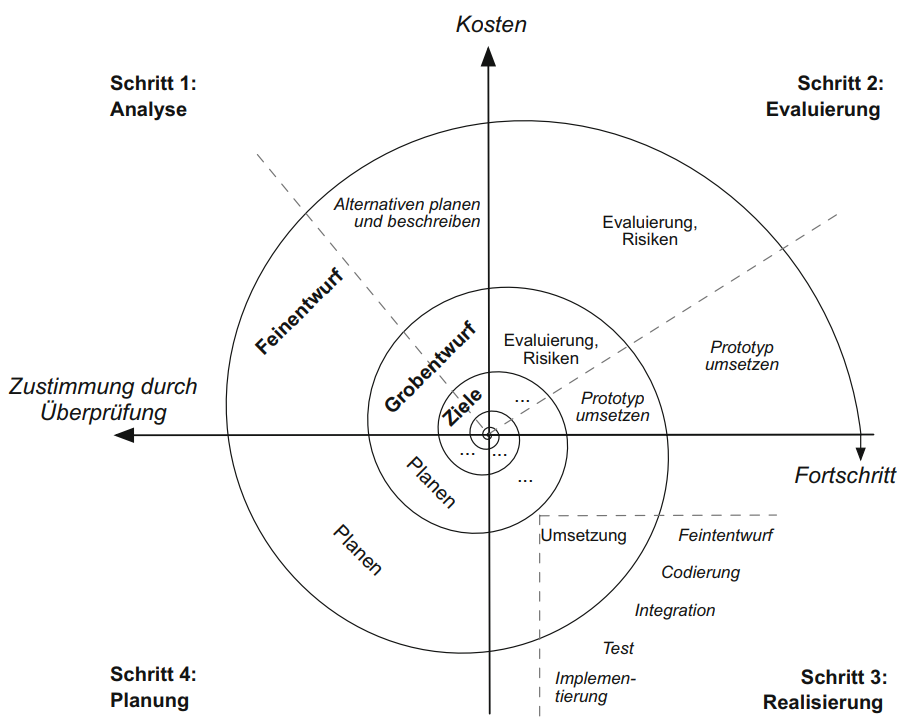 Kosten
Schritt 1:
Analyse
Schritt 2:
Evaluierung
Alternativen planen
und beschreiben
Evaluierung,
Risiken
Feinentwurf
Grobentwurf
Ziele
Evaluierung,
Risiken
...
Prototyp
umsetzen
Prototyp
umsetzen
Zustimmung durch
Überprüfung
Fortschritt
...
...
...
Planen
Planen
Umsetzung
Feintentwurf
Codierung
Integration
Test
Implemen-
tierung
Schritt 4:
Planung
Schritt 3:
Realisierung